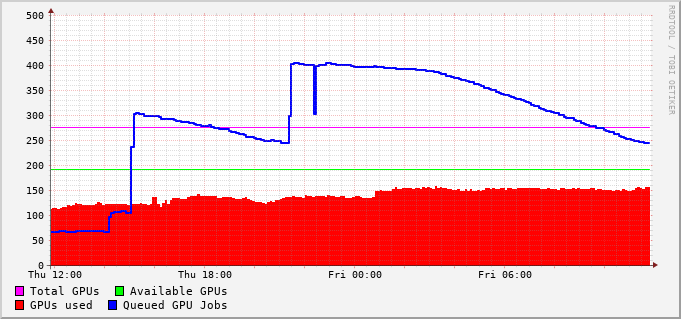 500
450
400
350
300
250
200
150
100
50
0
Thu 12:00 Thu 18:00 Fri 00:00 Fri 06:00
Total GPUs Available GPUs
GPUs used Queued GPU Jobs
RRDTOOL / TOBI OETIKER